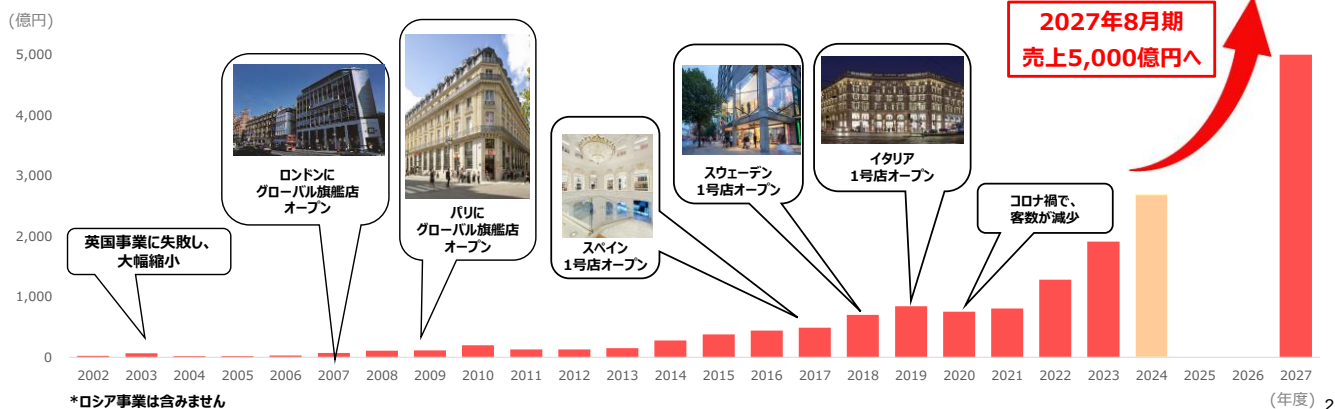 (億円)
5,000
4,000
3,000
2,000
1,000
0
英国事業に失敗し、
大幅縮小
ロンドンに
グローバル旗艦店
オープン
パリに
グローバル旗艦店
オープン
スペイン
1号店オープン
スウェーデン
1号店オープン
イタリア
1号店オープン
コロナ禍で、
客数が減少
2027年8月期
売上5,000億円へ
2002 2003 2004 2005 2006 2007 2008 2009 2010 2011 2012 2013 2014 2015 2016 2017 2018 2019 2020 2021 2022 2023 2024 2025 2026 2027
*ロシア事業は含みません
(年度)
2